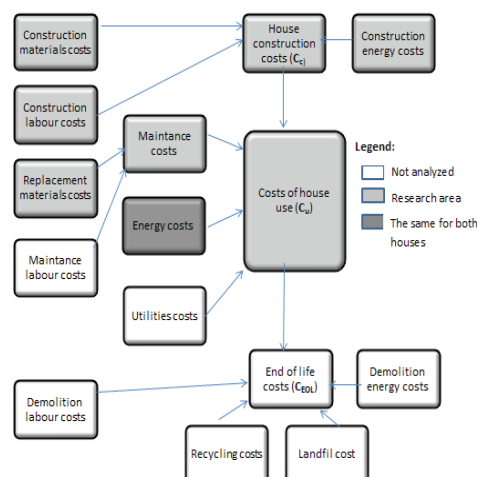 Construction
materials costs
House
construction
costs (Cc)
Construction
energy costs
Construction
labour costs
Maintance
costs
Replacement
materials costs
Costs of house
use (Cu)
Legend:
Not analyzed
Research area
The same for both
houses
Energy costs
Maintance
labour costs
Utilities costs
End of life
costs (CEOL)
Demolition
energy costs
Demolition
labour costs
Recycling costs
Landfil cost